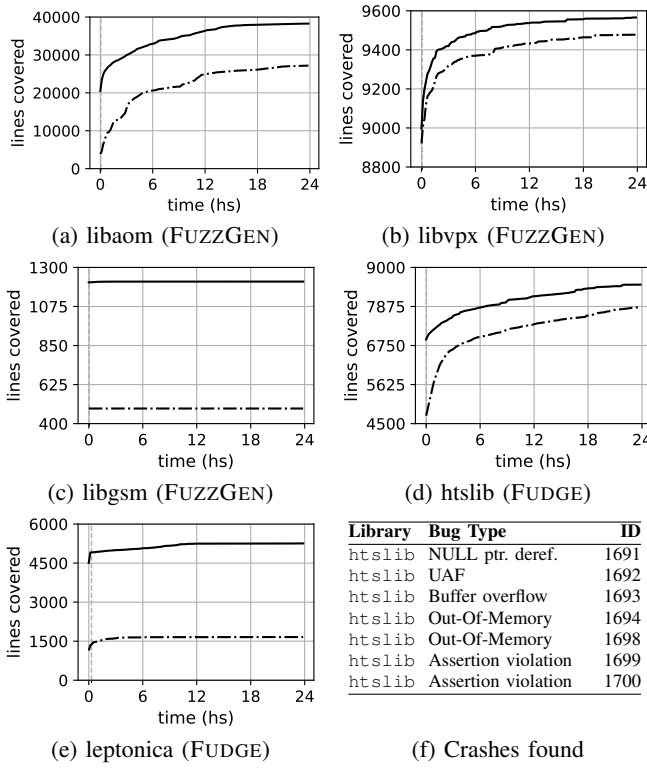 40000
30000
20000
10000
0
lines covered
0 6 12 18 24
time (hs)
(a) libaom (FUZZGEN)
9600
9400
9200
9000
8800
lines covered
0 6 12 18 24
time (hs)
(b) libvpx (FUZZGEN)
1300
1075
850
625
400
lines covered
0 6 12 18 24
time (hs)
(c) libgsm (FUZZGEN)
9000
7875
6750
5625
4500
lines covered
0 6 12 18 24
time (hs)
(d) htslib (FUDGE)
6000
4500
3000
1500
0
lines covered
0 6 12 18 24
time (hs)
(e) leptonica (FUDGE)
Library Bug Type ID
htslib NULL ptr. deref. 1691
htslib UAF 1692
htslib Buffer overflow 1693
htslib Out-Of-Memory 1694
htslib Out-Of-Memory 1698
htslib Assertion violation 1699
htslib Assertion violation 1700
(f) Crashes found